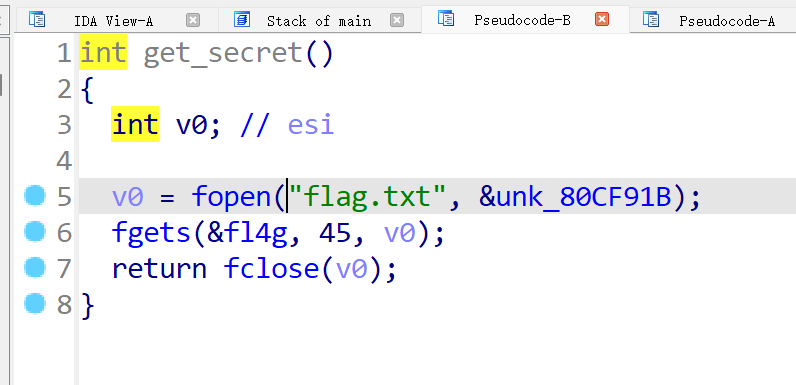 IDA View-A Stack of main Pseudocode-B Pseudocode-A
1 int get_secret()
2 {
3   int v0; // esi
4
5   v0 = fopen("flag.txt", &unk_80CF91B);
6   fgets(&fl4g, 45, v0);
7   return fclose(v0);
8 }